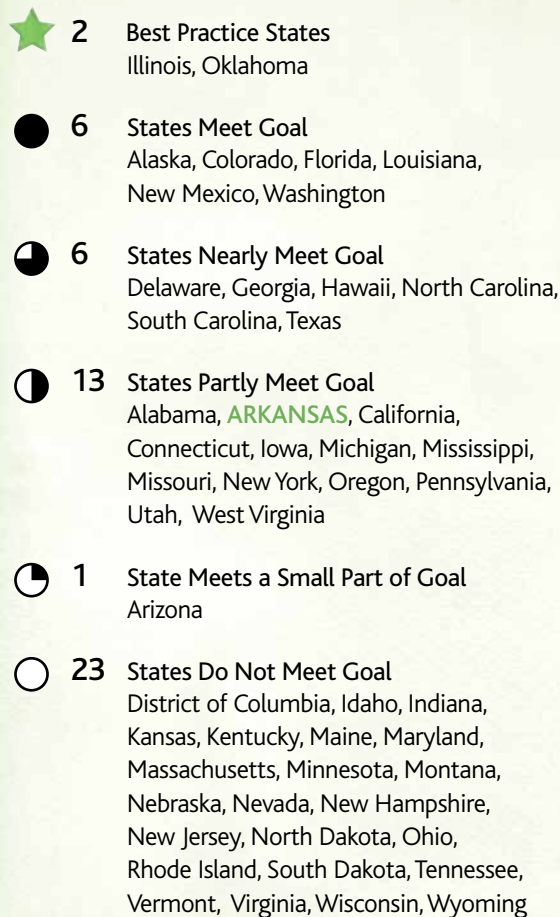 2 Best Practice States
Illinois, Oklahoma
6 States Meet Goal
Alaska, Colorado, Florida, Louisiana,
New Mexico, Washington
6 States Nearly Meet Goal
Delaware, Georgia, Hawaii, North Carolina,
South Carolina, Texas
13 States Partly Meet Goal
Alabama, ARKANSAS, California,
Connecticut, Iowa, Michigan, Mississippi,
Missouri, New York, Oregon, Pennsylvania,
Utah, West Virginia
1 State Meets a Small Part of Goal
Arizona
23 States Do Not Meet Goal
District of Columbia, Idaho, Indiana,
Kansas, Kentucky, Maine, Maryland,
Massachusetts, Minnesota, Montana,
Nebraska, Nevada, New Hampshire,
New Jersey, North Dakota, Ohio,
Rhode Island, South Dakota, Tennessee,
Vermont, Virginia, Wisconsin, Wyoming